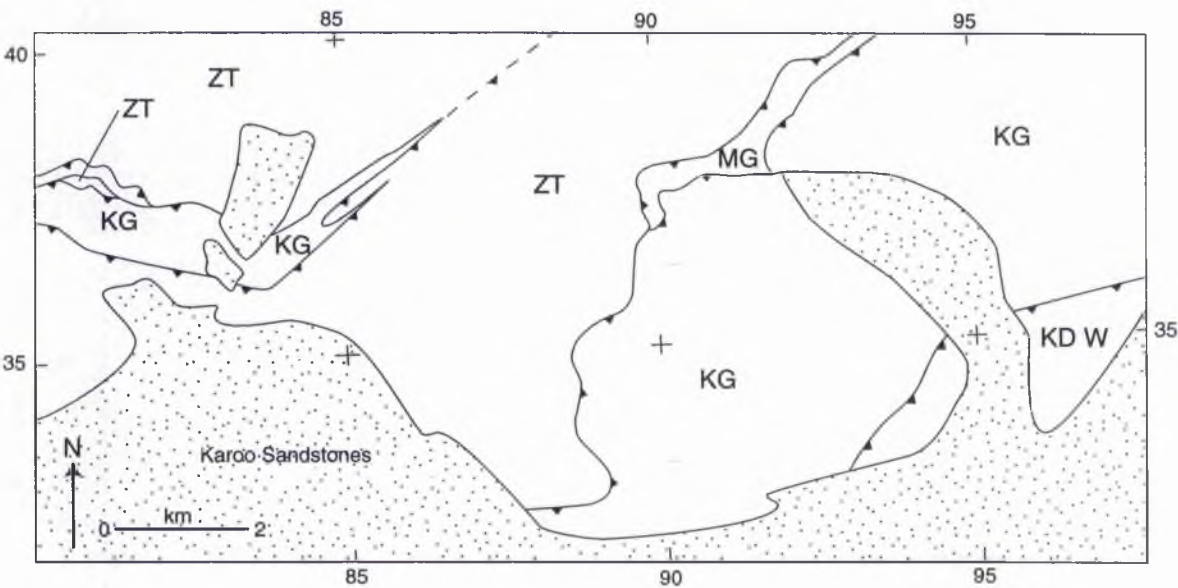 85 90 95
40
ZT
ZT
KG
MG
ZT
KG
KG
35 KD W 35
KG
N
Karoo Sandstones
km
0 2
85 90 95